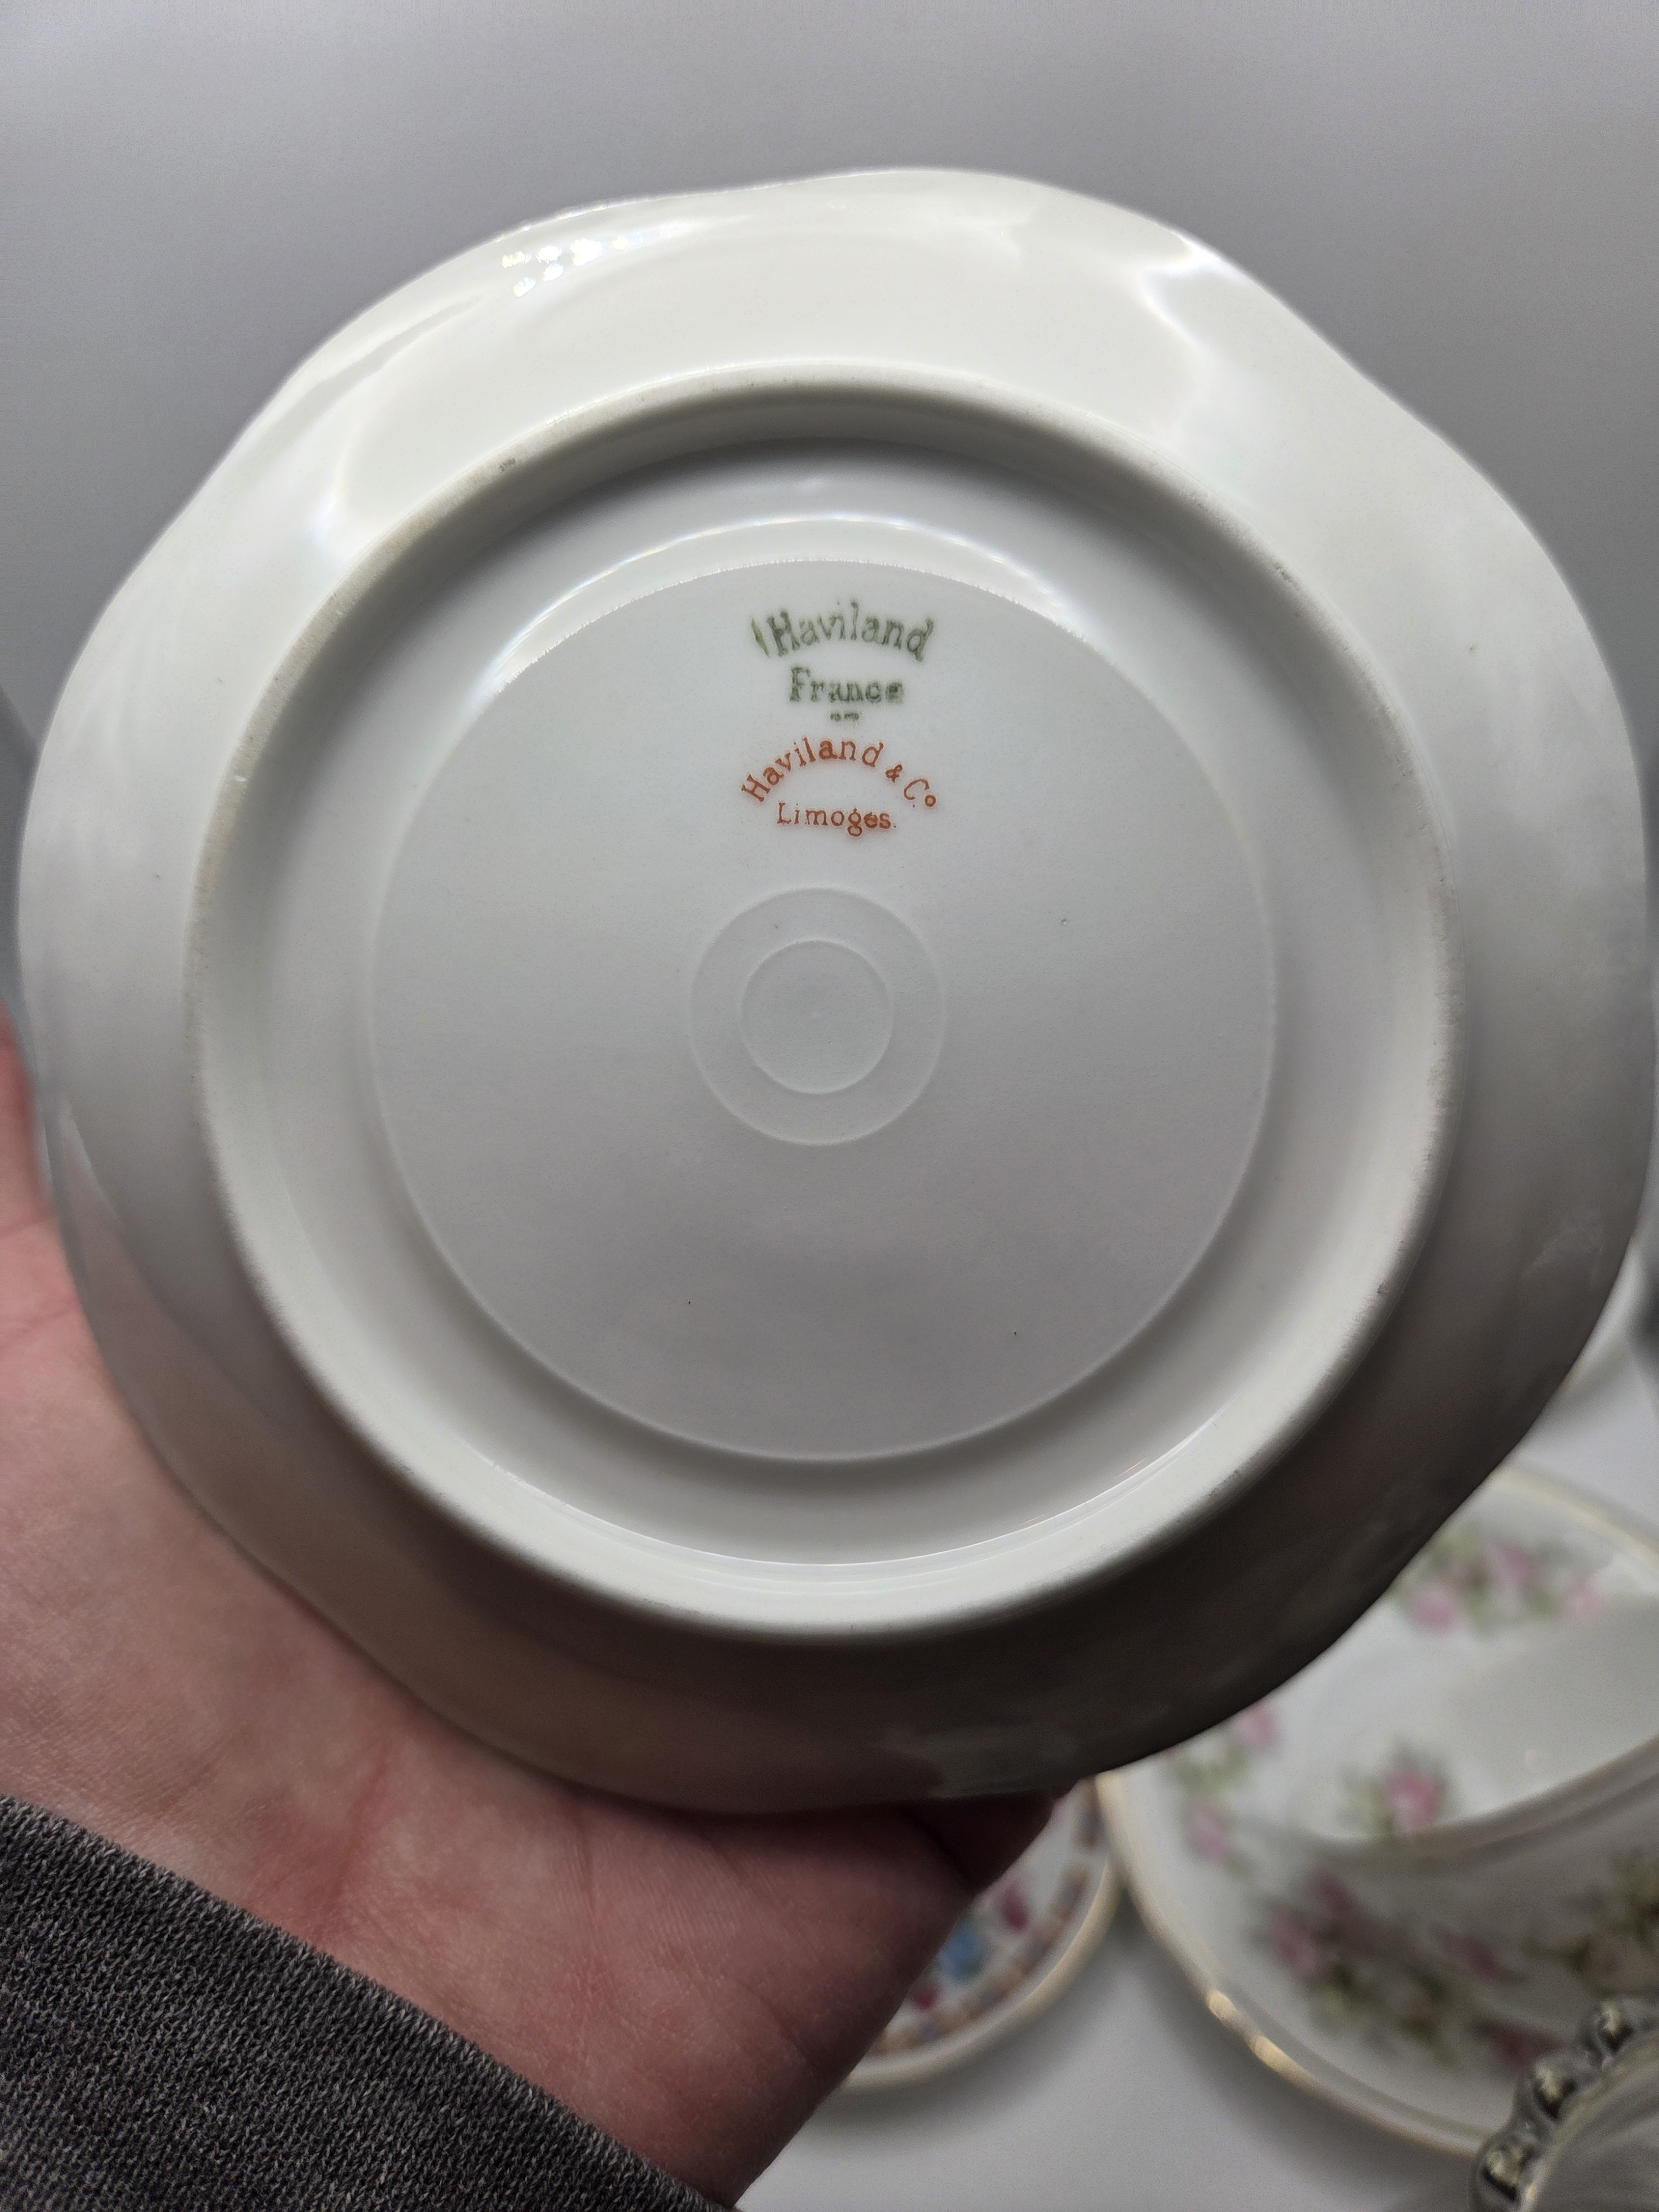 Haviland
France
Haviland & Co
Limoges.